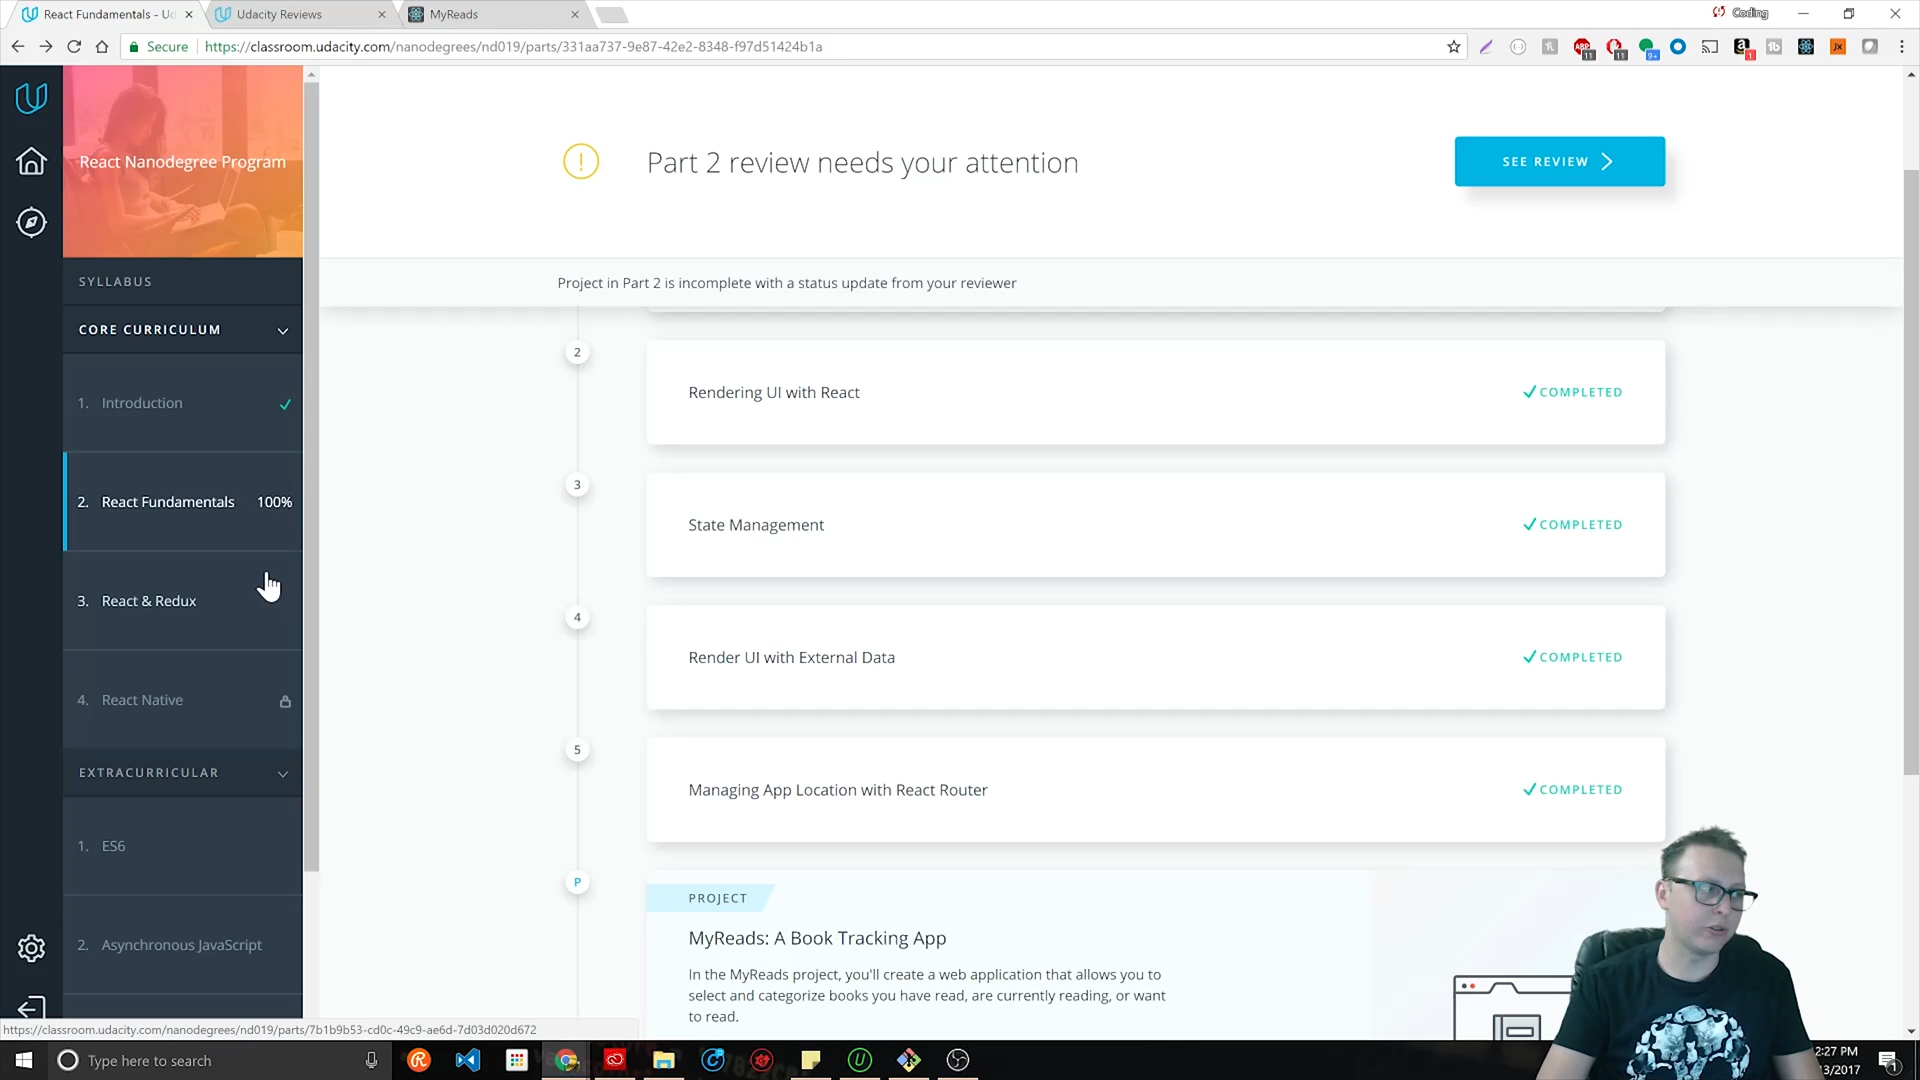 React Fundamentals - Ud
Udacity Reviews
MyReads
Coding
Secure
https://classroom.udacity.com/nanodegrees/nd019/parts/331aa737-9e87-42e2-8348-f97d51424b1a
React Nanodegree Program
SYLLABUS
CORE CURRICULUM
1. Introduction
2. React Fundamentals 100%
3. React & Redux
4. React Native
EXTRACURRICULAR
1. ES6
2. Asynchronous JavaScript
Part 2 review needs your attention
SEE REVIEW
Project in Part 2 is incomplete with a status update from your reviewer
2
Rendering UI with React
COMPLETED
3
State Management
COMPLETED
4
Render UI with External Data
COMPLETED
5
Managing App Location with React Router
COMPLETED
P
PROJECT
MyReads: A Book Tracking App
In the MyReads project, you'll create a web application that allows you to
select and categorize books you have read, are currently reading, or want
to read.
https://classroom.udacity.com/nanodegrees/nd019/parts/7b1b9b53-cd0c-49c9-ae6d-7d03d020d672
Type here to search
2:27 PM
3/2017